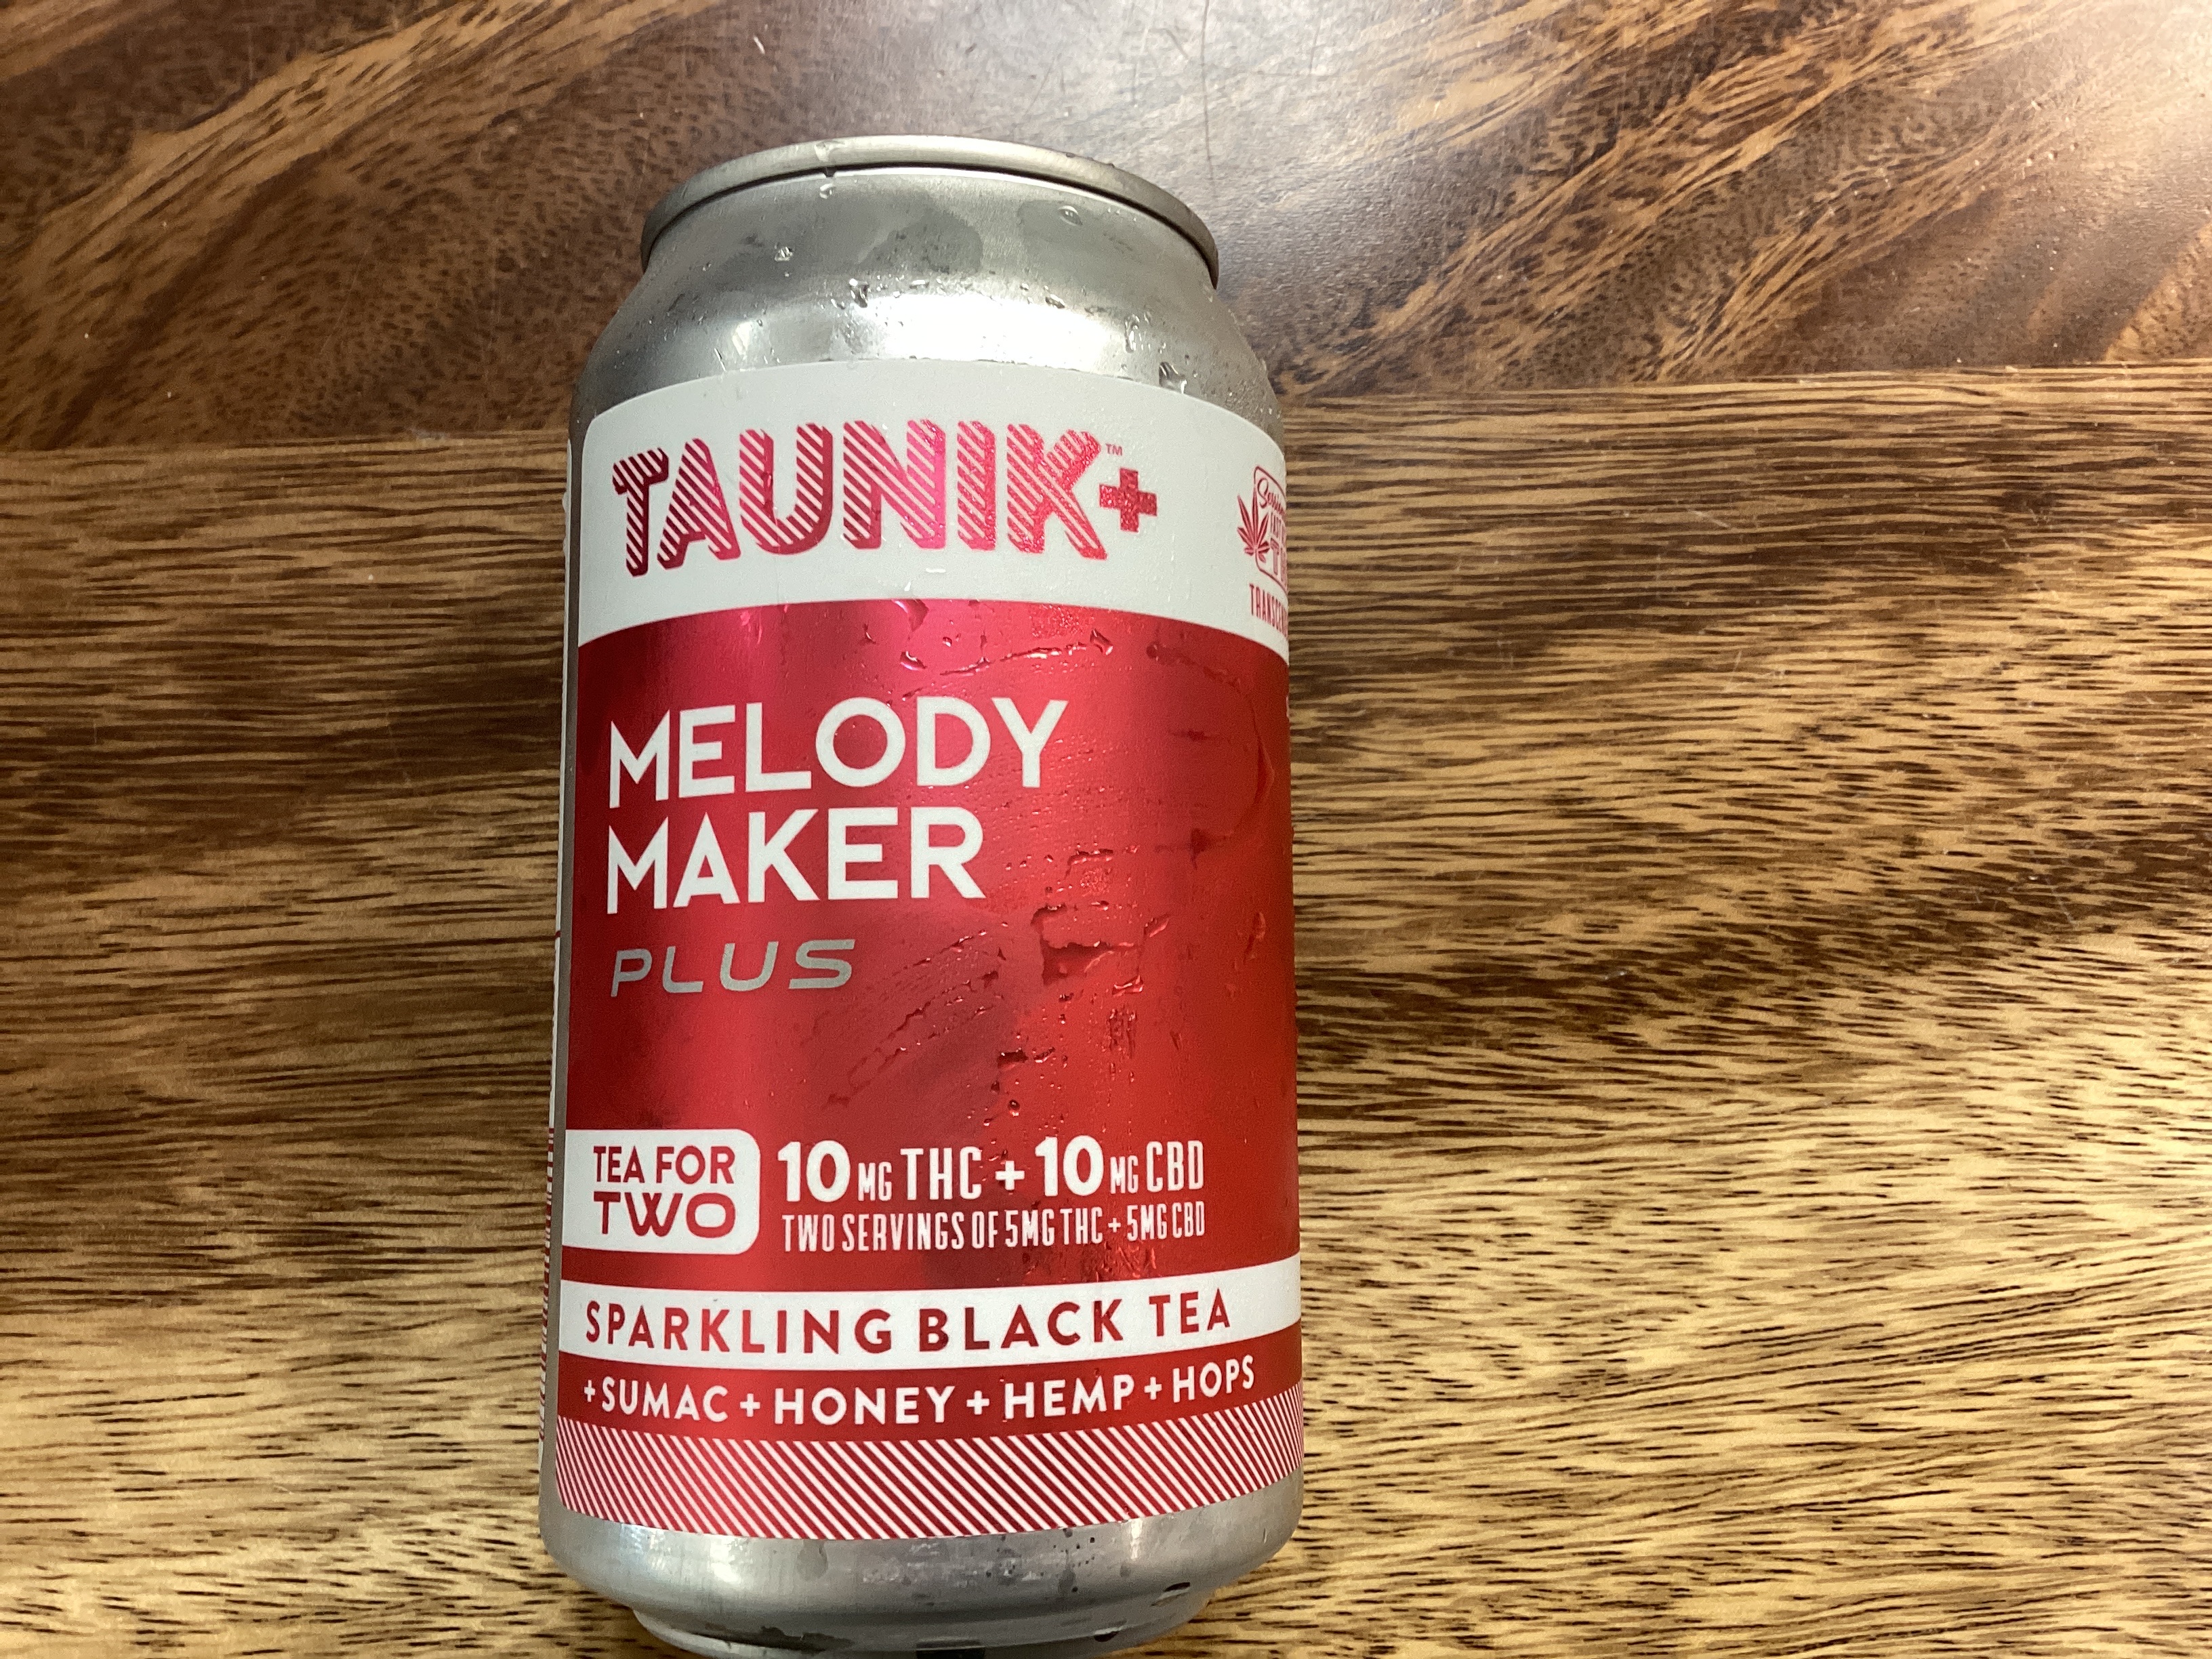 TAUNIK+™
MELODY
MAKER
PLUS
TEA FOR
TWO
10 MG THC + 10 MG CBD
TWO SERVINGS OF 5MG THC + 5MG CBD
SPARKLING BLACK TEA
+ SUMAC + HONEY + HEMP + HOPS